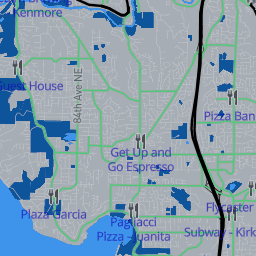 Kenmore
Guest House
84th Ave NE
Pizza Ban
Get Up and
Go Espresso
Plaza Garcia
Flycaster
Pagliacci
Pizza - Juanita
Subway - Kirk